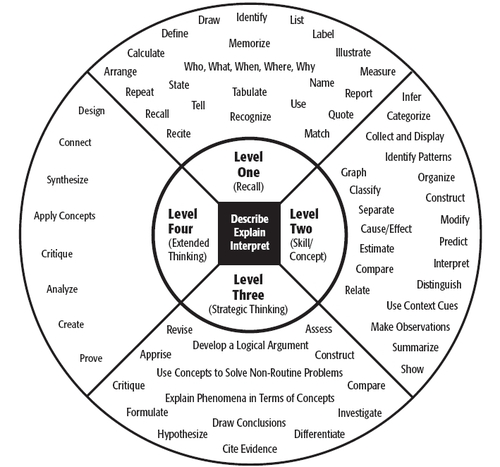 Draw Identify List
Define Label
Memorize
Calculate Illustrate
Who, What, When, Where, Why
Arrange Measure
State Name
Repeat Tabulate Report
Tell Use
Recall Recognize Quote
Recite Match
Level
One
(Recall)
Infer
Categorize
Collect and Display
Identify Patterns
Graph Organize
Classify Construct
Separate Modify
Cause/Effect
Predict
Estimate
Interpret
Compare
Distinguish
Relate
Use Context Cues
Make Observations
Summarize
Show
Level
Two
(Skill/
Concept)
Describe
Explain
Interpret
Level
Four
(Extended
Thinking)
Design
Connect
Synthesize
Apply Concepts
Critique
Analyze
Create
Prove
Level
Three
(Strategic Thinking)
Revise Assess
Develop a Logical Argument
Apprise Construct
Use Concepts to Solve Non-Routine Problems
Critique Compare
Explain Phenomena in Terms of Concepts
Formulate Investigate
Draw Conclusions
Hypothesize Differentiate
Cite Evidence